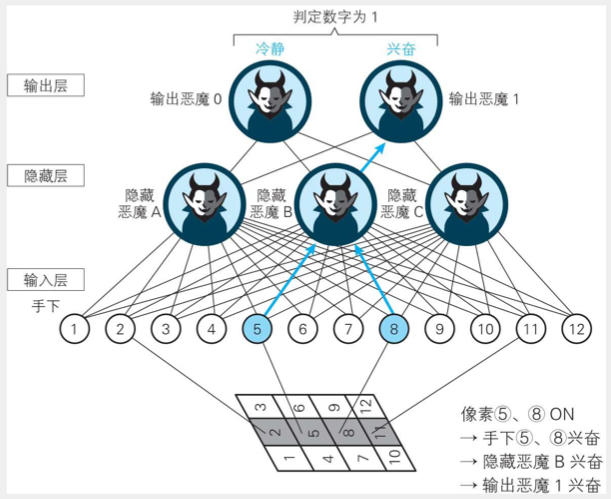 判定数字为 1
冷静 兴奋
输出层
输出恶魔 0
输出恶魔 1
隐藏层
隐藏
恶魔 A
隐藏
恶魔 B
隐藏
恶魔 C
输入层
手下
1 2 3 4 5 6 7 8 9 10 11 12
3 6 9 12
2 5 8 11
1 4 7 10
像素⑤、⑧ ON
→ 手下⑤、⑧兴奋
→ 隐藏恶魔 B 兴奋
→ 输出恶魔 1 兴奋